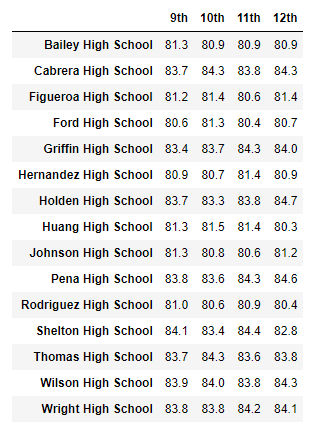 9th 10th 11th 12th
Bailey High School 81.3 80.9 80.9 80.9
Cabrera High School 83.7 84.3 83.8 84.3
Figueroa High School 81.2 81.4 80.6 81.4
Ford High School 80.6 81.3 80.4 80.7
Griffin High School 83.4 83.7 84.3 84.0
Hernandez High School 80.9 80.7 81.4 80.9
Holden High School 83.7 83.3 83.8 84.7
Huang High School 81.3 81.5 81.4 80.3
Johnson High School 81.3 80.8 80.6 81.2
Pena High School 83.8 83.6 84.3 84.6
Rodriguez High School 81.0 80.6 80.9 80.4
Shelton High School 84.1 83.4 84.4 82.8
Thomas High School 83.7 84.3 83.6 83.8
Wilson High School 83.9 84.0 83.8 84.3
Wright High School 83.8 83.8 84.2 84.1